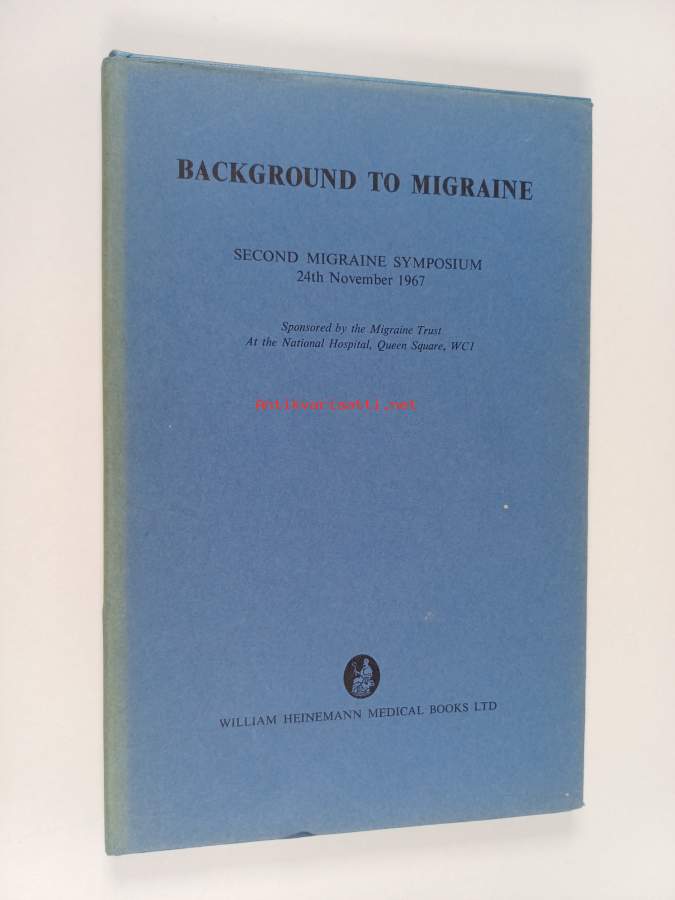 BACKGROUND TO MIGRAINE
SECOND MIGRAINE SYMPOSIUM
24th November 1967
Sponsored by the Migraine Trust
At the National Hospital, Queen Square, WC1
Antikvariaatti.net
WILLIAM HEINEMANN MEDICAL BOOKS LTD